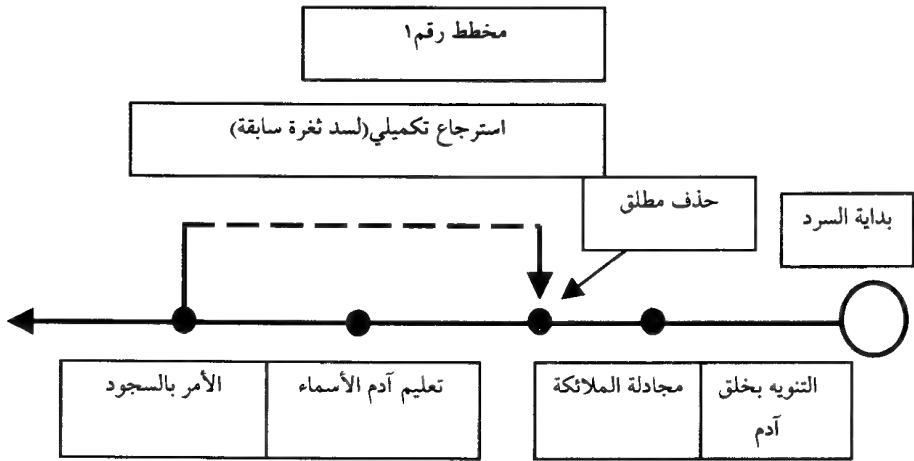 مخطط رقم١
استرجاع تكميلي(لسد ثغرة سابقة)
حذف مطلق
بداية السرد
التنويه بخلق
آدم
مجادلة الملائكة
تعليم آدم الأسماء
الأمر بالسجود